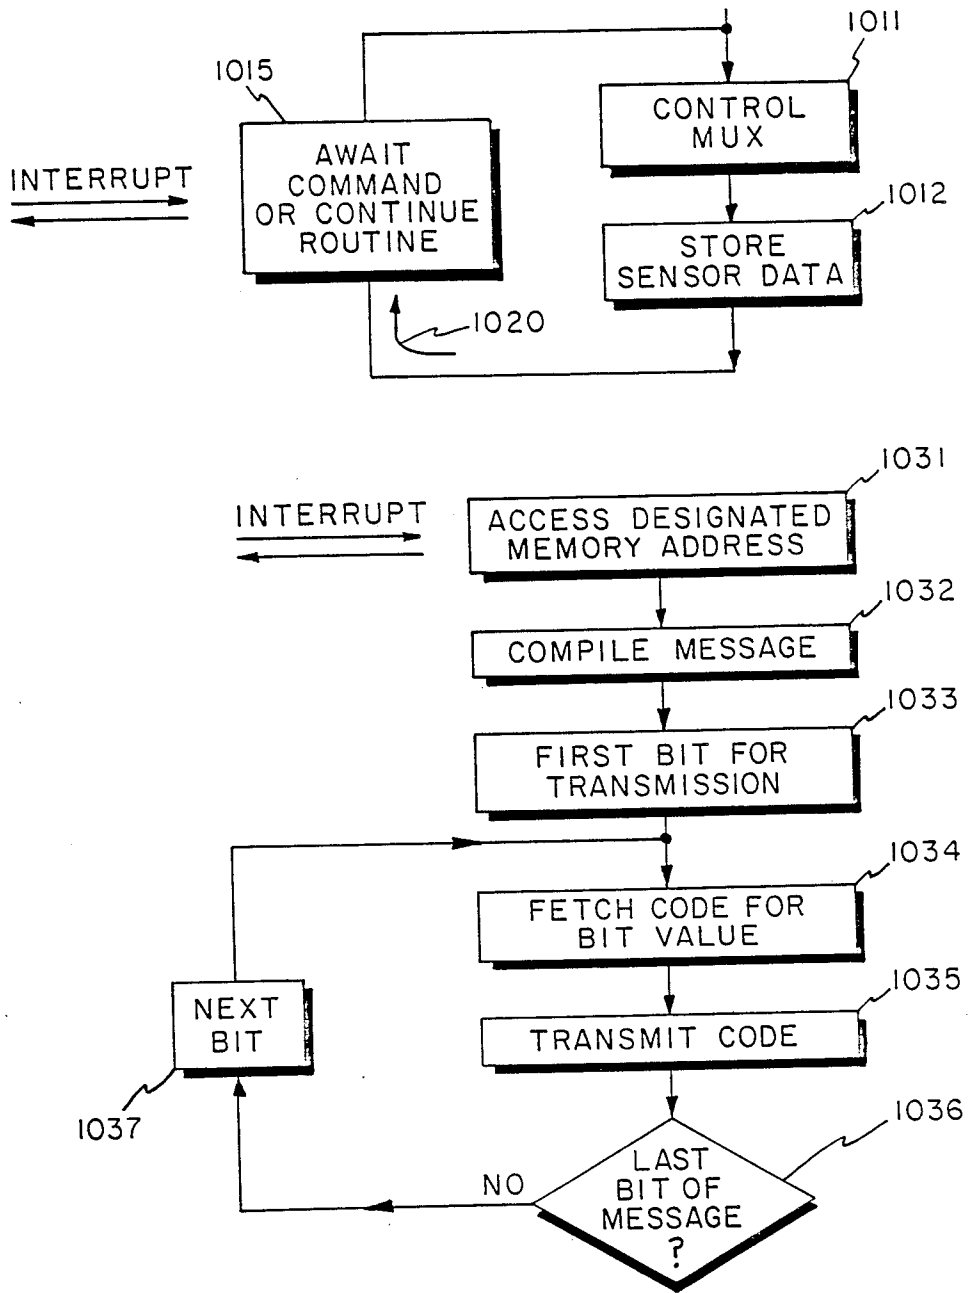 1011
1015
CONTROL
MUX
AWAIT
COMMAND
OR CONTINUE
ROUTINE
INTERRUPT
1012
STORE
SENSOR DATA
1020
1031
INTERRUPT
ACCESS DESIGNATED
MEMORY ADDRESS
1032
COMPILE MESSAGE
1033
FIRST BIT FOR
TRANSMISSION
1034
FETCH CODE FOR
BIT VALUE
1035
NEXT
BIT
TRANSMIT CODE
1037
1036
NO
LAST
BIT OF
MESSAGE
?